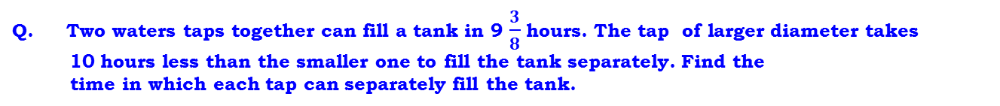 Q. Two waters taps together can fill a tank in 9 3/8 hours. The tap of larger diameter takes
10 hours less than the smaller one to fill the tank separately. Find the
time in which each tap can separately fill the tank.